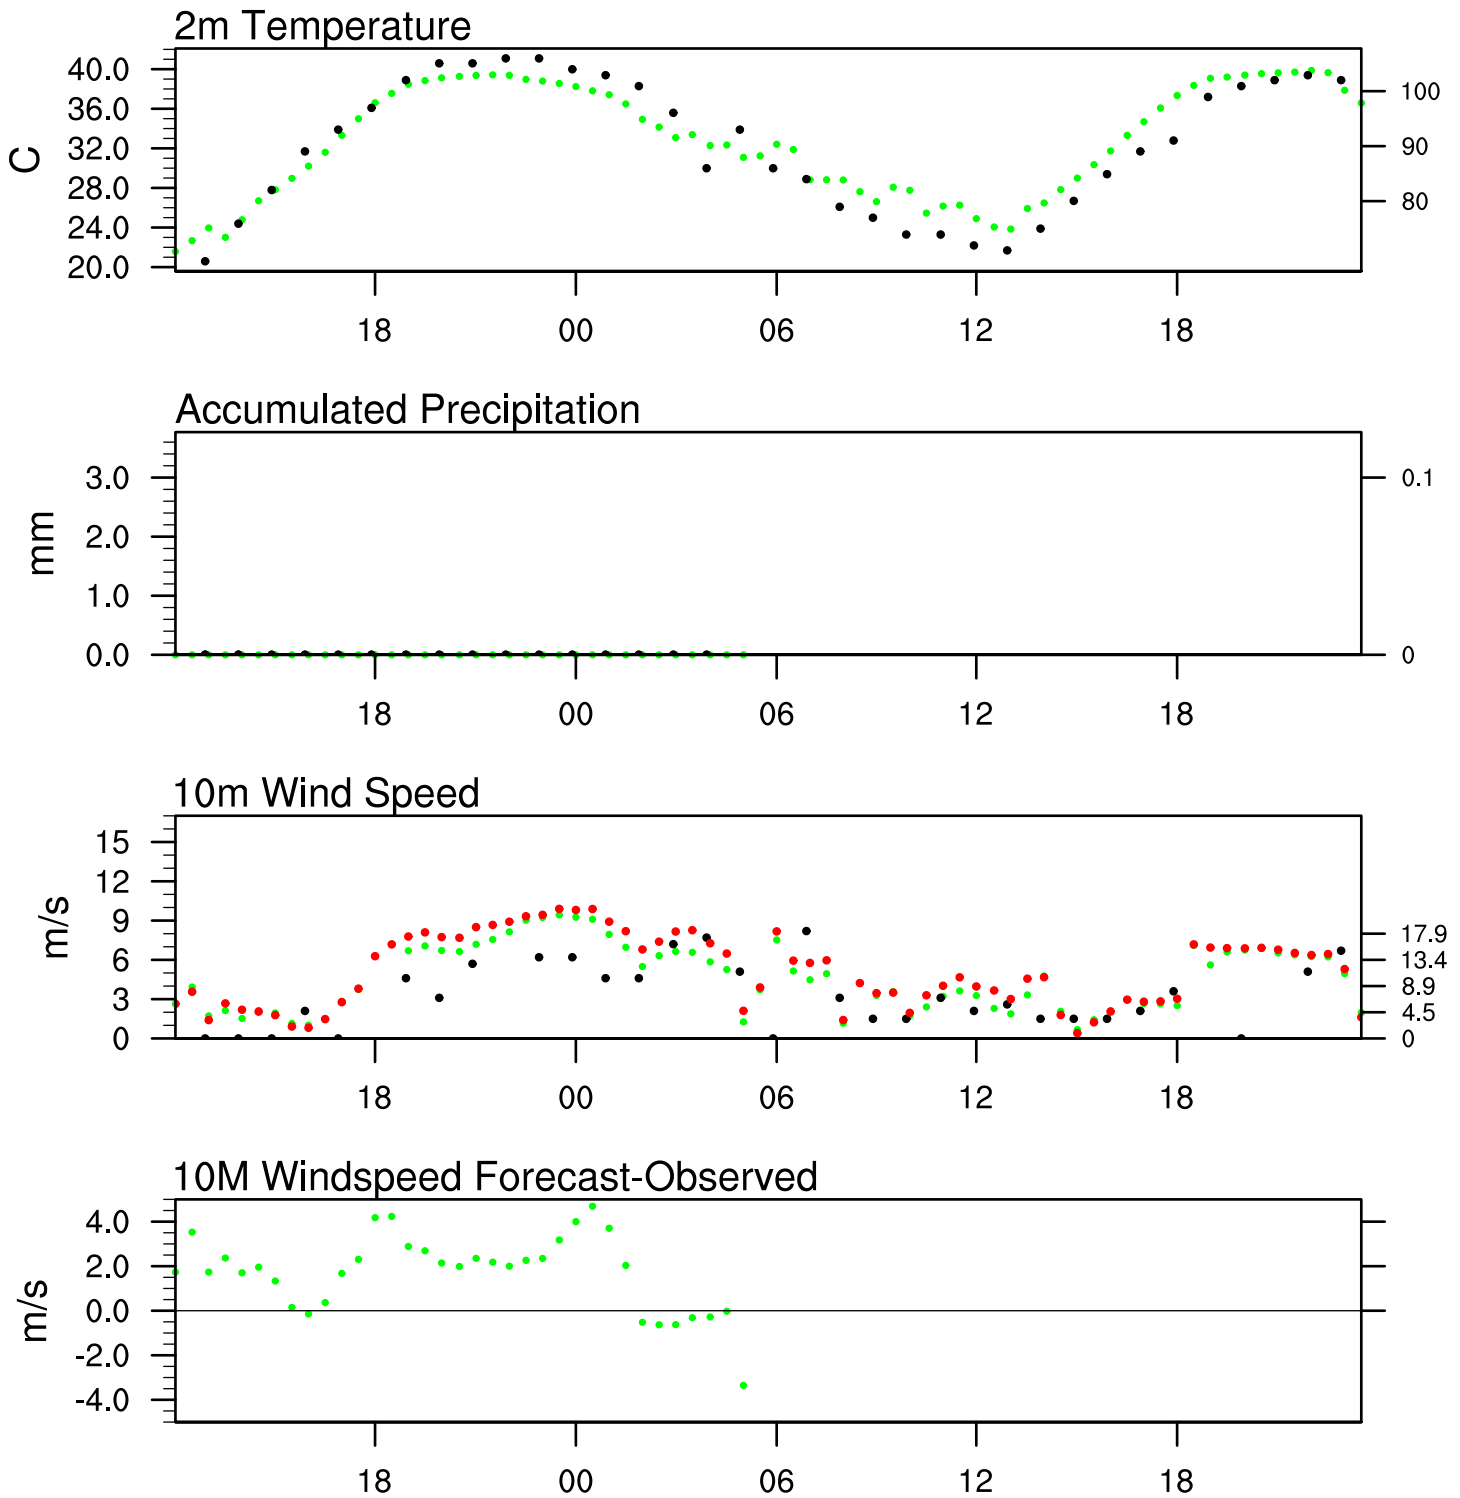 2m Temperature
C
40.0
36.0
32.0
28.0
24.0
20.0
100
90
80
18 00 06 12 18
Accumulated Precipitation
mm
3.0
2.0
1.0
0.0
0.1
0
18 00 06 12 18
10m Wind Speed
m/s
15
12
9
6
3
0
17.9
13.4
8.9
4.5
0
18 00 06 12 18
10M Windspeed Forecast-Observed
m/s
4.0
2.0
0.0
-2.0
-4.0
18 00 06 12 18